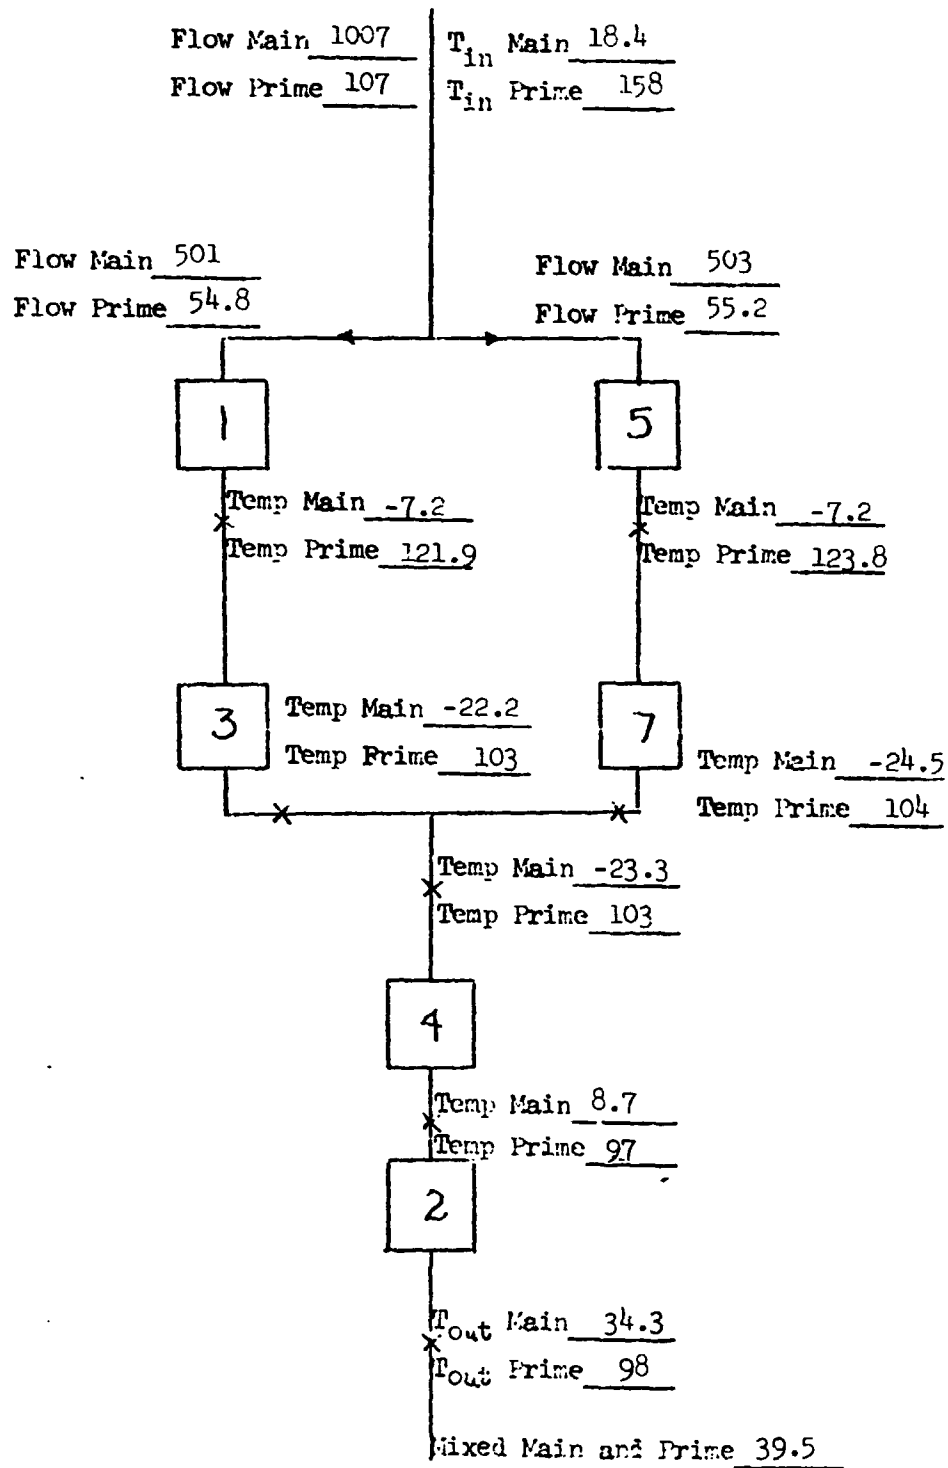 Flow Main 1007
T_in Main 18.4
Flow Prime 107
T_in Prime 158
Flow Main 501
Flow Prime 54.8
Flow Main 503
Flow Prime 55.2
1
5
Temp Main -7.2
Temp Prime 121.9
Temp Main -7.2
Temp Prime 123.8
3
Temp Main -22.2
Temp Prime 103
7
Temp Main -24.5
Temp Prime 104
Temp Main -23.3
Temp Prime 103
4
Temp Main 8.7
Temp Prime 97
2
T_out Main 34.3
T_out Prime 98
Mixed Main and Prime 39.5